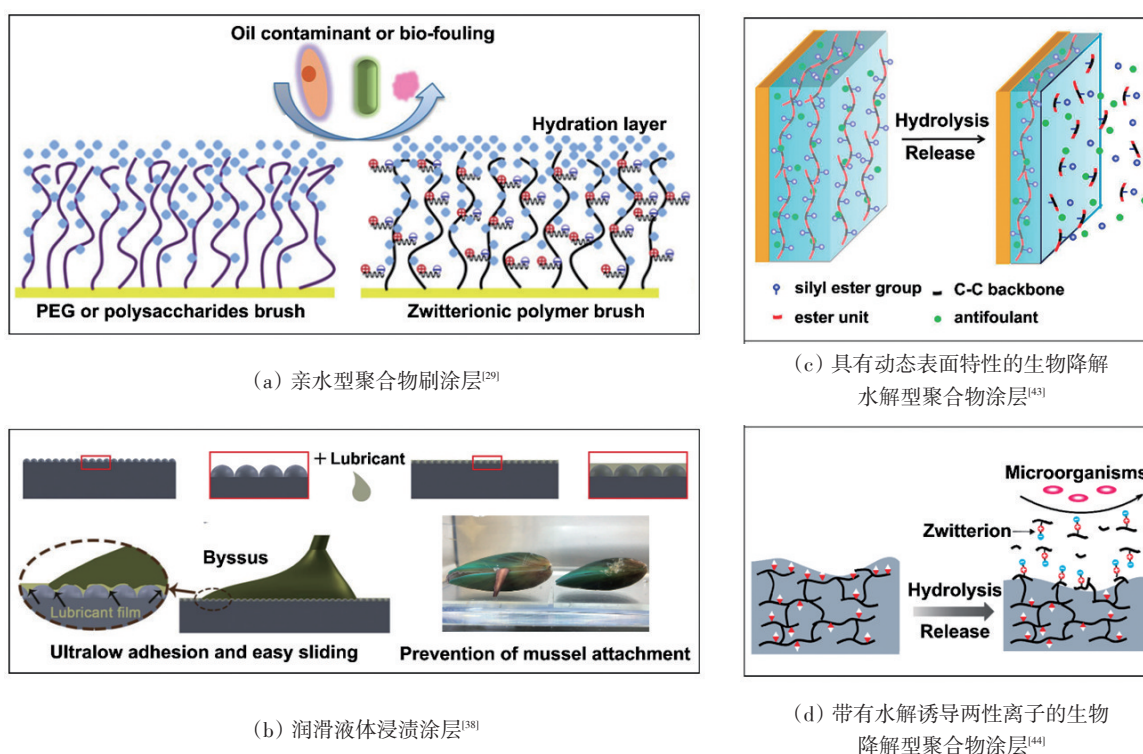 Oil contaminant or bio-fouling
Hydration layer
PEG or polysaccharides brush
Zwitterionic polymer brush
(a) 亲水型聚合物刷涂层[29]
+ Lubricant
Byssus
Lubricant film
Ultralow adhesion and easy sliding
Prevention of mussel attachment
(b) 润滑液体浸渍涂层[38]
Hydrolysis
Release
silyl ester group
C-C backbone
ester unit
antifoulant
(c) 具有动态表面特性的生物降解
水解型聚合物涂层[43]
Microorganisms
Zwitterion
Hydrolysis
Release
(d) 带有水解诱导两性离子的生物
降解型聚合物涂层[44]